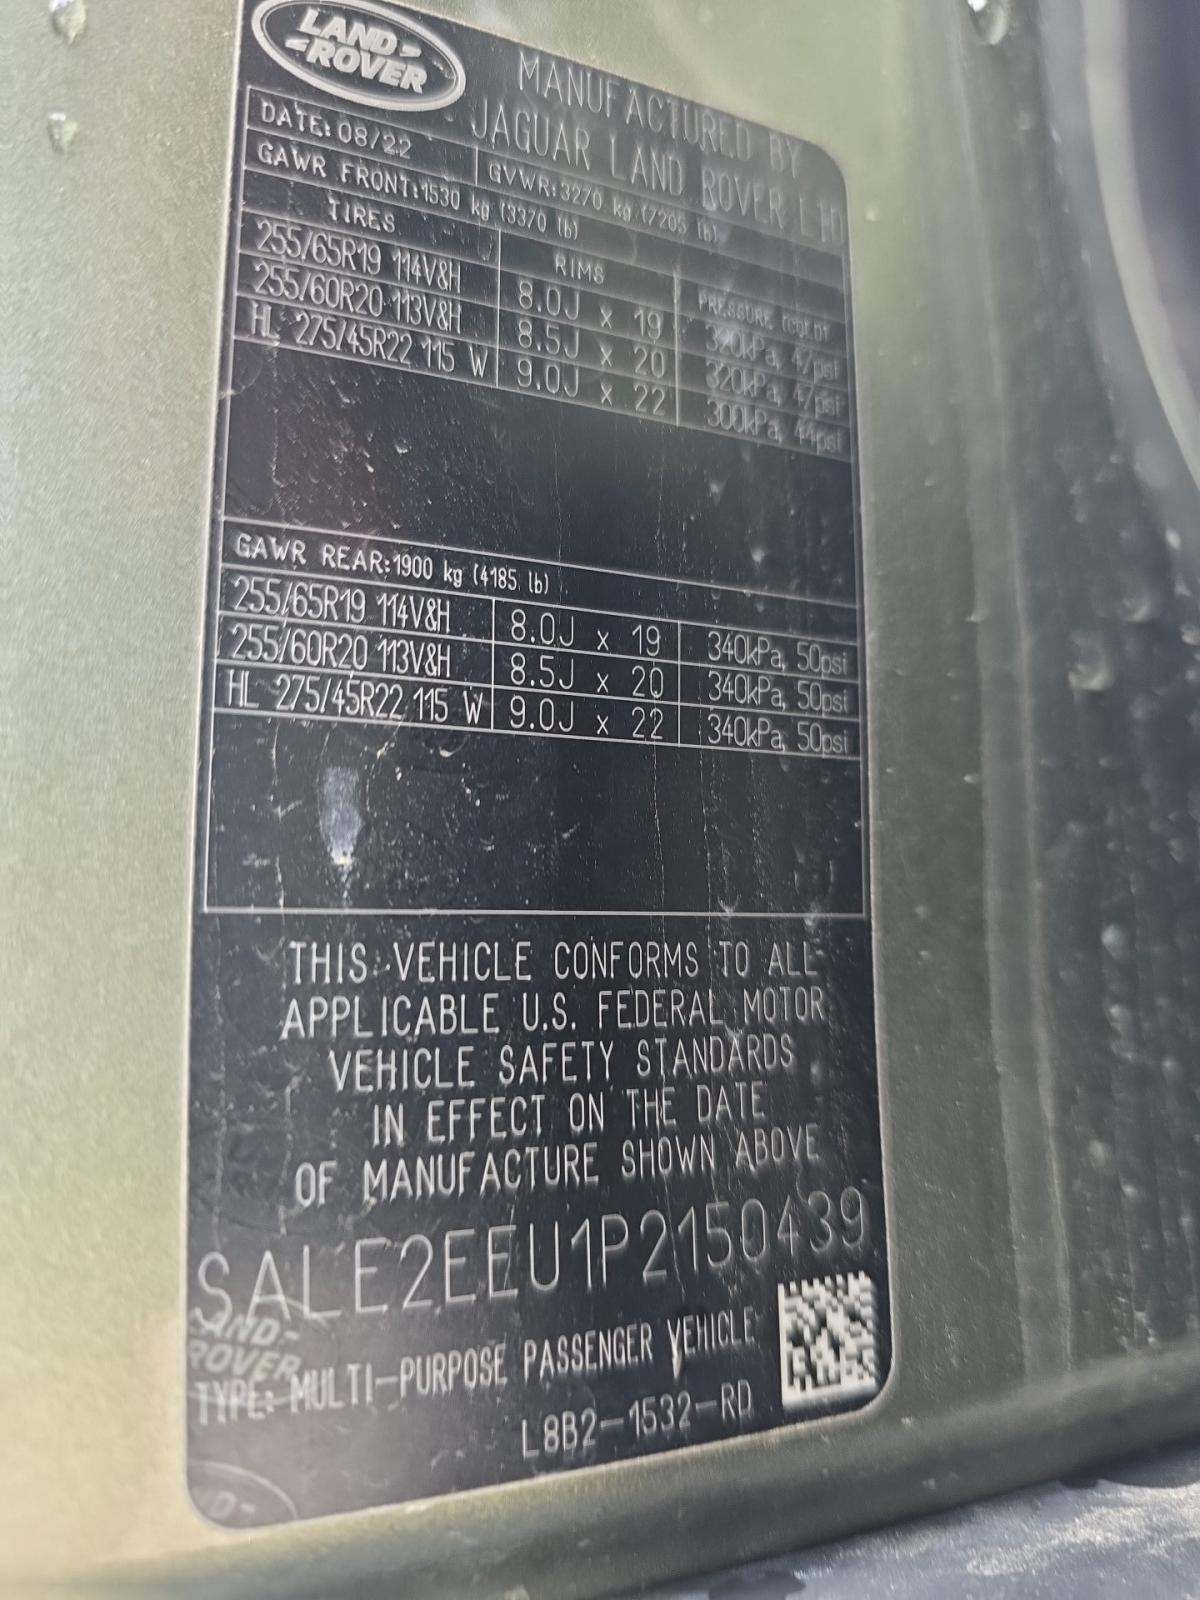 LAND-
-ROVER
MANUFACTURED BY
JAGUAR LAND ROVER LTD
DATE: 08/22 GVWR: 3270 kg (7205 lb)
GAWR FRONT: 1530 kg (3370 lb)
TIRES RIMS PRESSURE (COLD)
255/65R19 114V&H 8.0J x 19 320kPa, 47psi
255/60R20 113V&H 8.5J x 20 320kPa, 47psi
HL 275/45R22 115 W 9.0J x 22 300kPa, 44psi
GAWR REAR: 1900 kg (4185 lb)
255/65R19 114V&H 8.0J x 19 340kPa, 50psi
255/60R20 113V&H 8.5J x 20 340kPa, 50psi
HL 275/45R22 115 W 9.0J x 22 340kPa, 50psi
THIS VEHICLE CONFORMS TO ALL
APPLICABLE U.S. FEDERAL MOTOR
VEHICLE SAFETY STANDARDS
IN EFFECT ON THE DATE
OF MANUFACTURE SHOWN ABOVE
SALE2EEU1P2150439
LAND-
ROVER
TYPE: MULTI-PURPOSE PASSENGER VEHICLE
L8B2-1532-RD